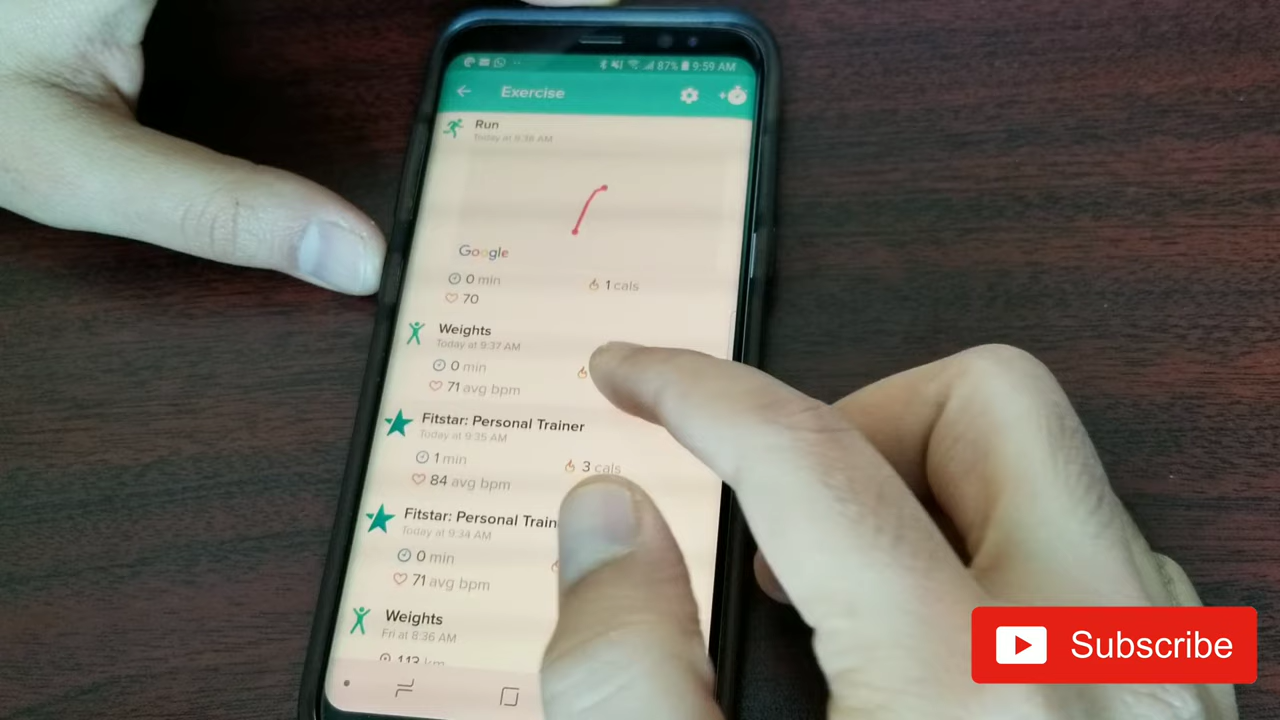 87% 9:59 AM
Exercise
Run
Today at 9:38 AM
Google
0 min
1 cals
70
Weights
Today at 9:37 AM
0 min
71 avg bpm
Fitstar: Personal Trainer
Today at 9:35 AM
1 min
3 cals
84 avg bpm
Fitstar: Personal Train
Today at 9:34 AM
0 min
71 avg bpm
Weights
Fri at 8:36 AM
Subscribe